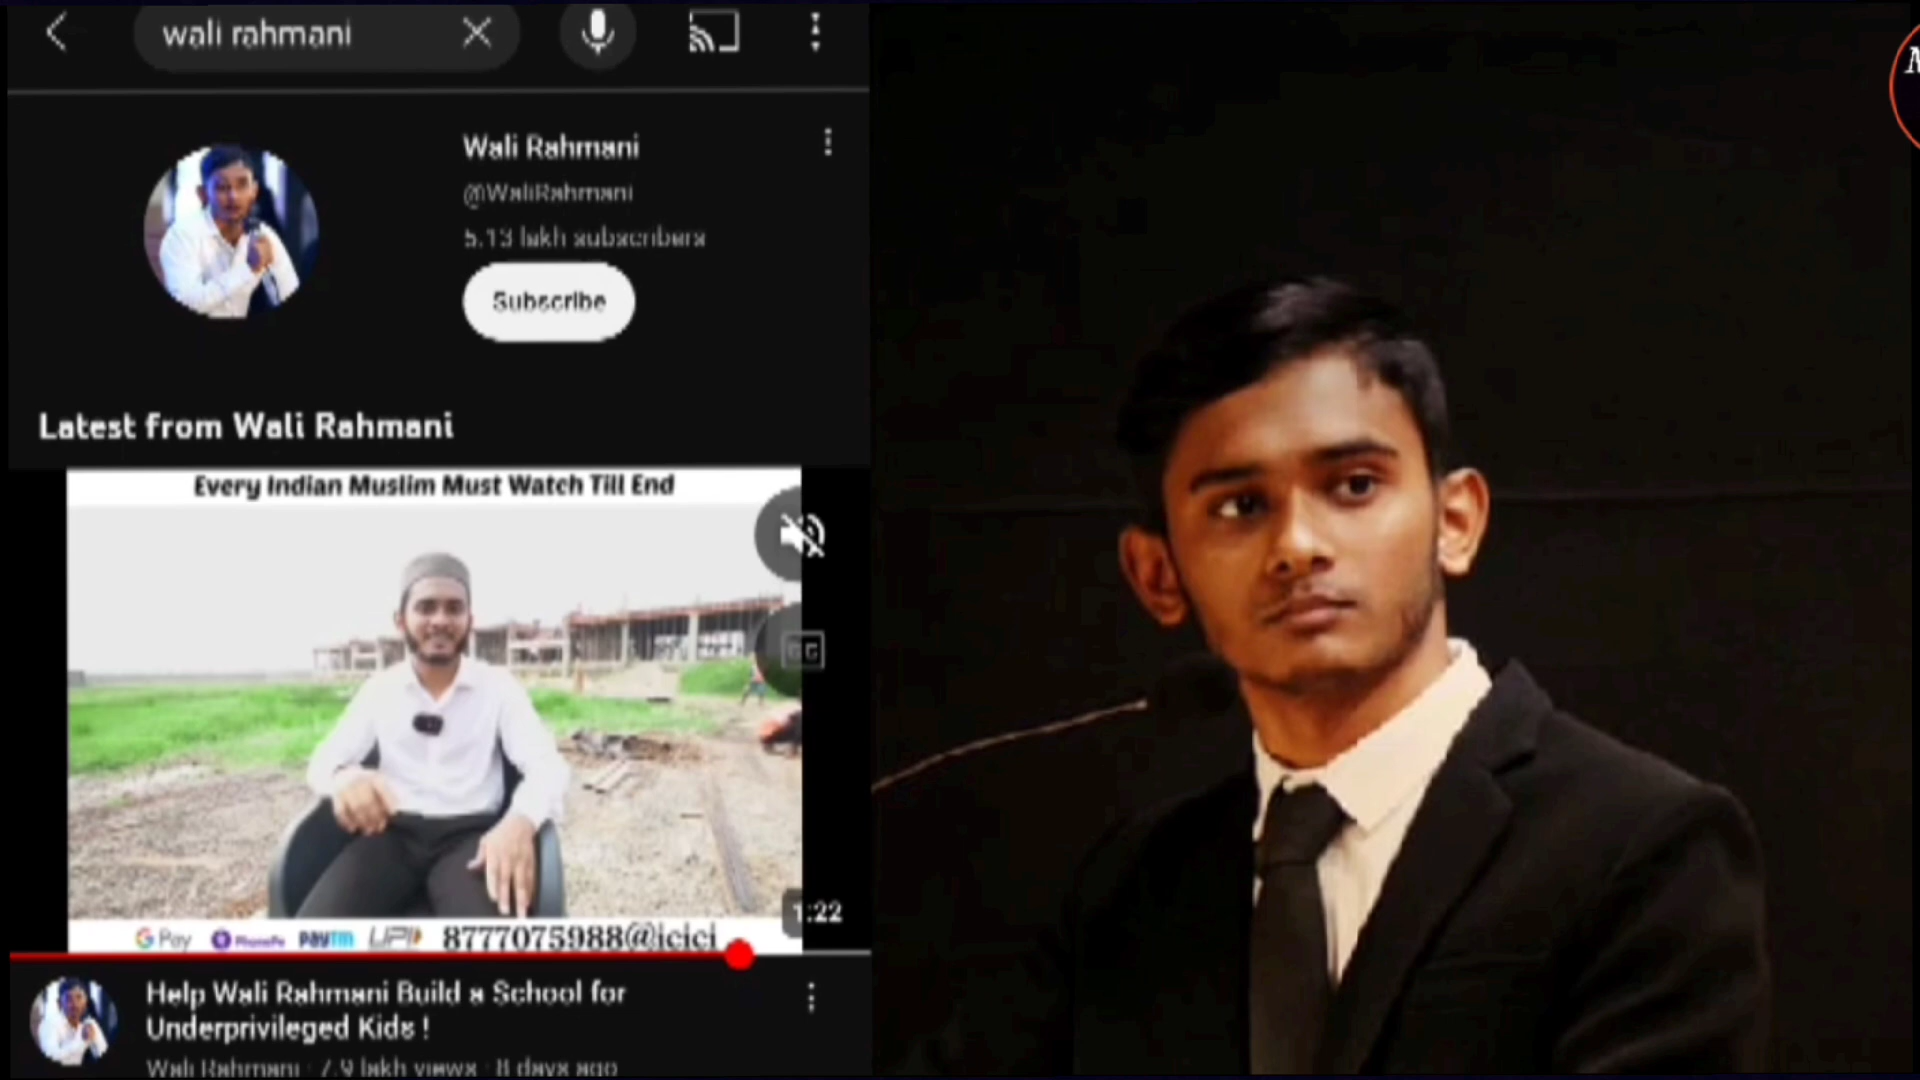 wali rahmani
Wali Rahmani
@WaliRahmani
5.13 lakh subscribers
Subscribe
Latest from Wali Rahmani
Every Indian Muslim Must Watch Till End
CC
1:22
G Pay PhonePe paytm UPI 8777075988@icici
Help Wali Rahmani Build a School for
Underprivileged Kids !
Wali Rahmani · 7.9 lakh views · 8 days ago